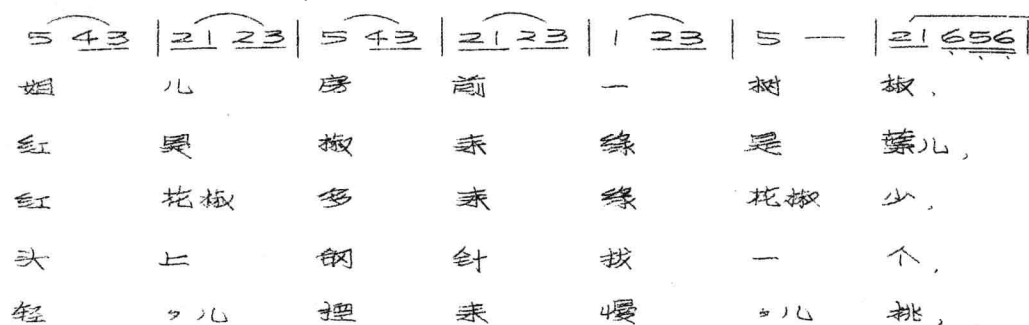 5 43 | 21 23 | 5 43 | 21 23 | 1 23 | 5 — | 21 656 |
姐 儿 房 前 一 树 椒，
红 是 椒 来 绿 是 叶儿，
红 花椒 多 来 绿 花椒 少，
头 上 钢 针 拔 一 个，
轻 〃儿 捏 来 慢 〃儿 挑，